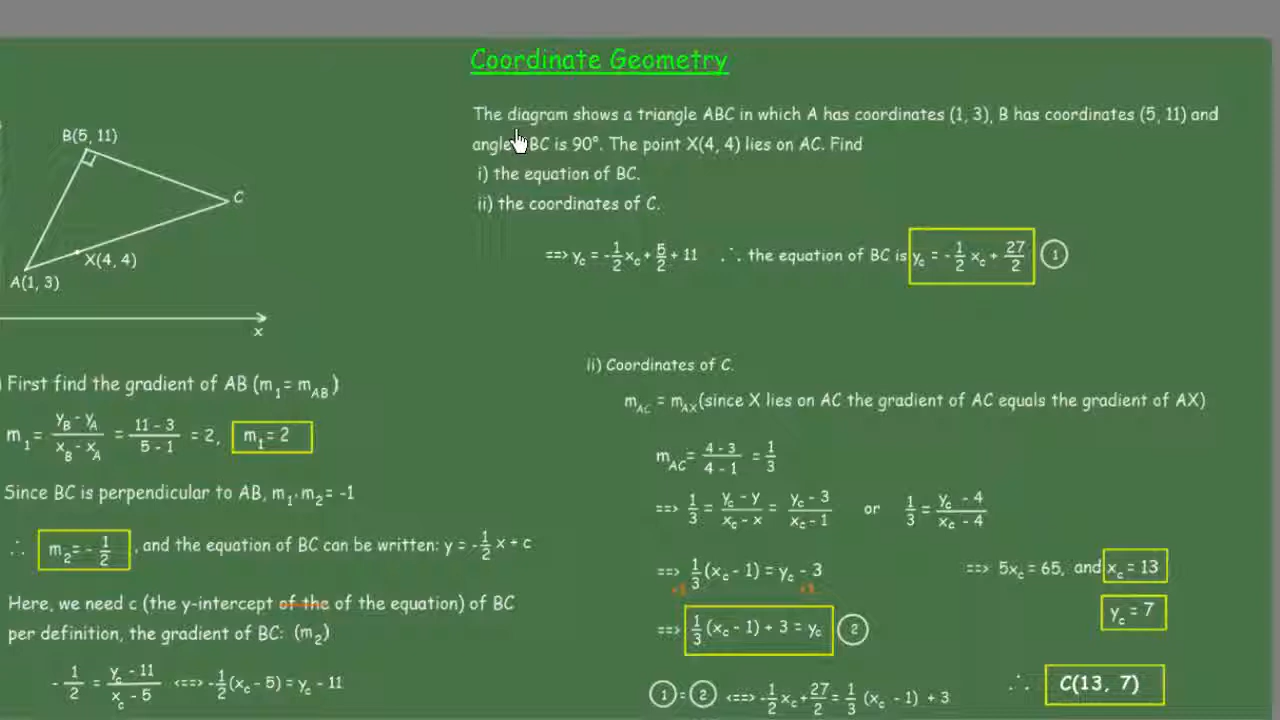 Coordinate Geometry
The diagram shows a triangle ABC in which A has coordinates (1, 3), B has coordinates (5, 11) and
angle BC is 90°. The point X(4, 4) lies on AC. Find
i) the equation of BC.
ii) the coordinates of C.
B(5, 11)
C
X(4, 4)
A(1, 3)
x
First find the gradient of AB (m₁ = m_AB)
m₁ = (y_B - y_A)/(x_B - x_A) = (11 - 3)/(5 - 1) = 2, m₁ = 2
Since BC is perpendicular to AB, m₁·m₂ = -1
∴ m₂ = -1/2, and the equation of BC can be written: y = -1/2 x + c
Here, we need c (the y-intercept of the of the equation) of BC
per definition, the gradient of BC: (m₂)
-1/2 = (y_c - 11)/(x_c - 5) <==> -1/2(x_c - 5) = y_c - 11
==> y_c = -1/2 x_c + 5/2 + 11 ∴ the equation of BC is y_c = -1/2 x_c + 27/2 ①
ii) Coordinates of C.
m_AC = m_AX (since X lies on AC the gradient of AC equals the gradient of AX)
m_AC = (4 - 3)/(4 - 1) = 1/3
==> 1/3 = (y_c - y)/(x_c - x) = (y_c - 3)/(x_c - 1) or 1/3 = (y_c - 4)/(x_c - 4)
==> 1/3(x_c - 1) = y_c - 3
+3 +3
==> 1/3(x_c - 1) + 3 = y_c ②
① = ② <==> -1/2 x_c + 27/2 = 1/3 (x_c - 1) + 3
==> 5x_c = 65, and x_c = 13
y_c = 7
∴ C(13, 7)